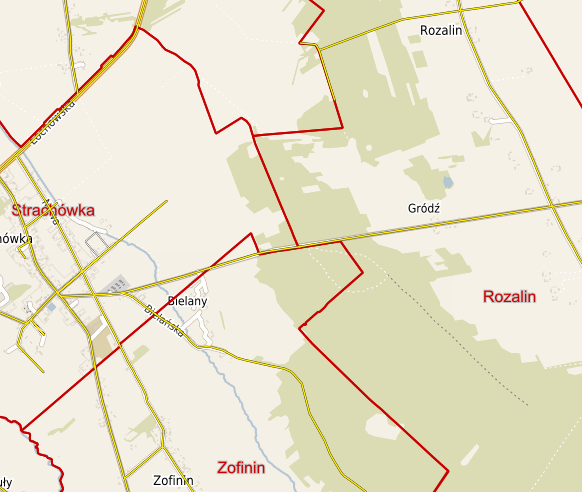 Rozalin
Łochowska
Strachówka
Gródź
Bielany
Bielańska
Rozalin
Zofinin
Zofinin